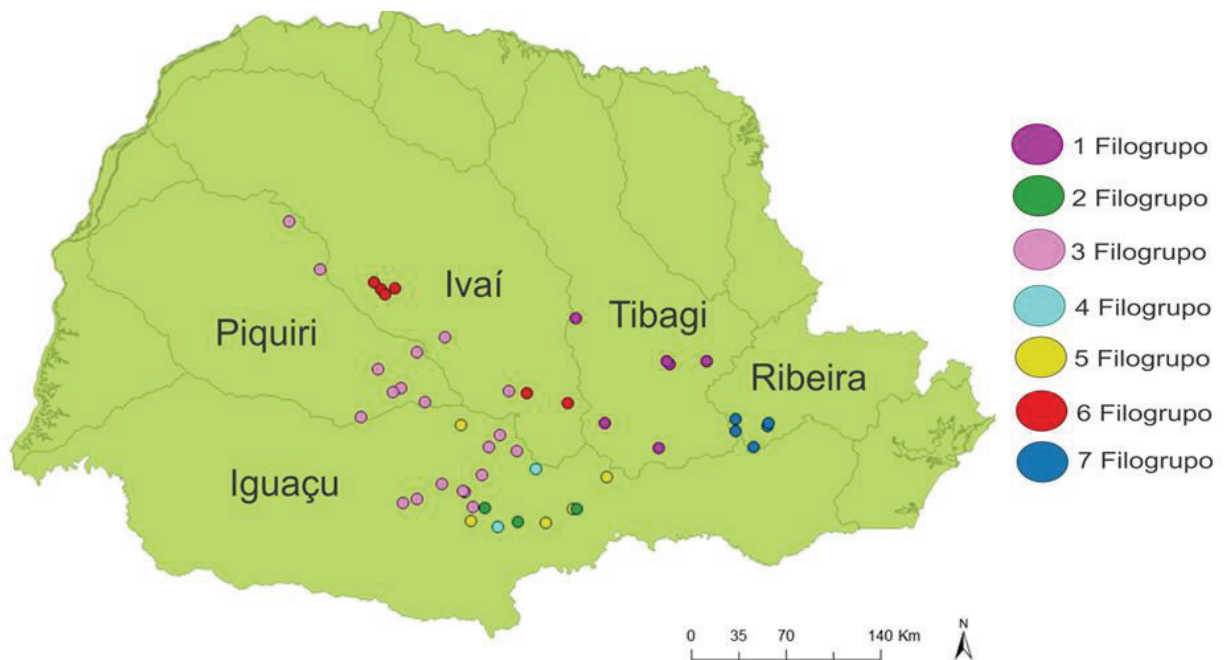 Ivaí
Tibagi
Piquiri
Ribeira
Iguaçu
1 Filogrupo
2 Filogrupo
3 Filogrupo
4 Filogrupo
5 Filogrupo
6 Filogrupo
7 Filogrupo
0 35 70 140 Km
N